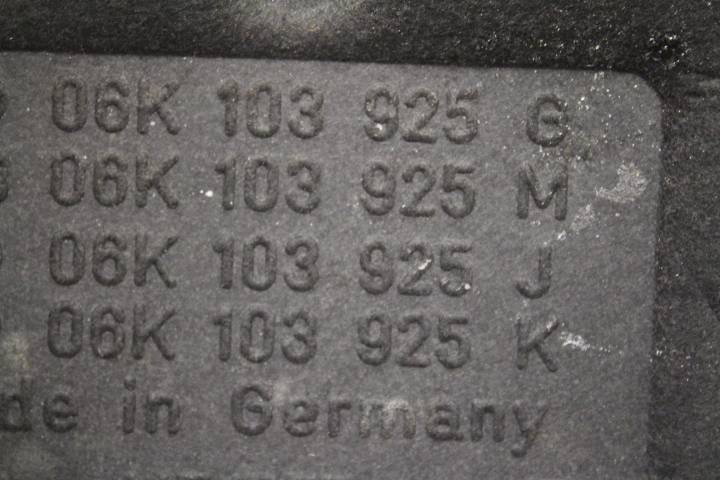 06K 103 925 G
06K 103 925 M
06K 103 925 J
06K 103 925 K
de in Germany